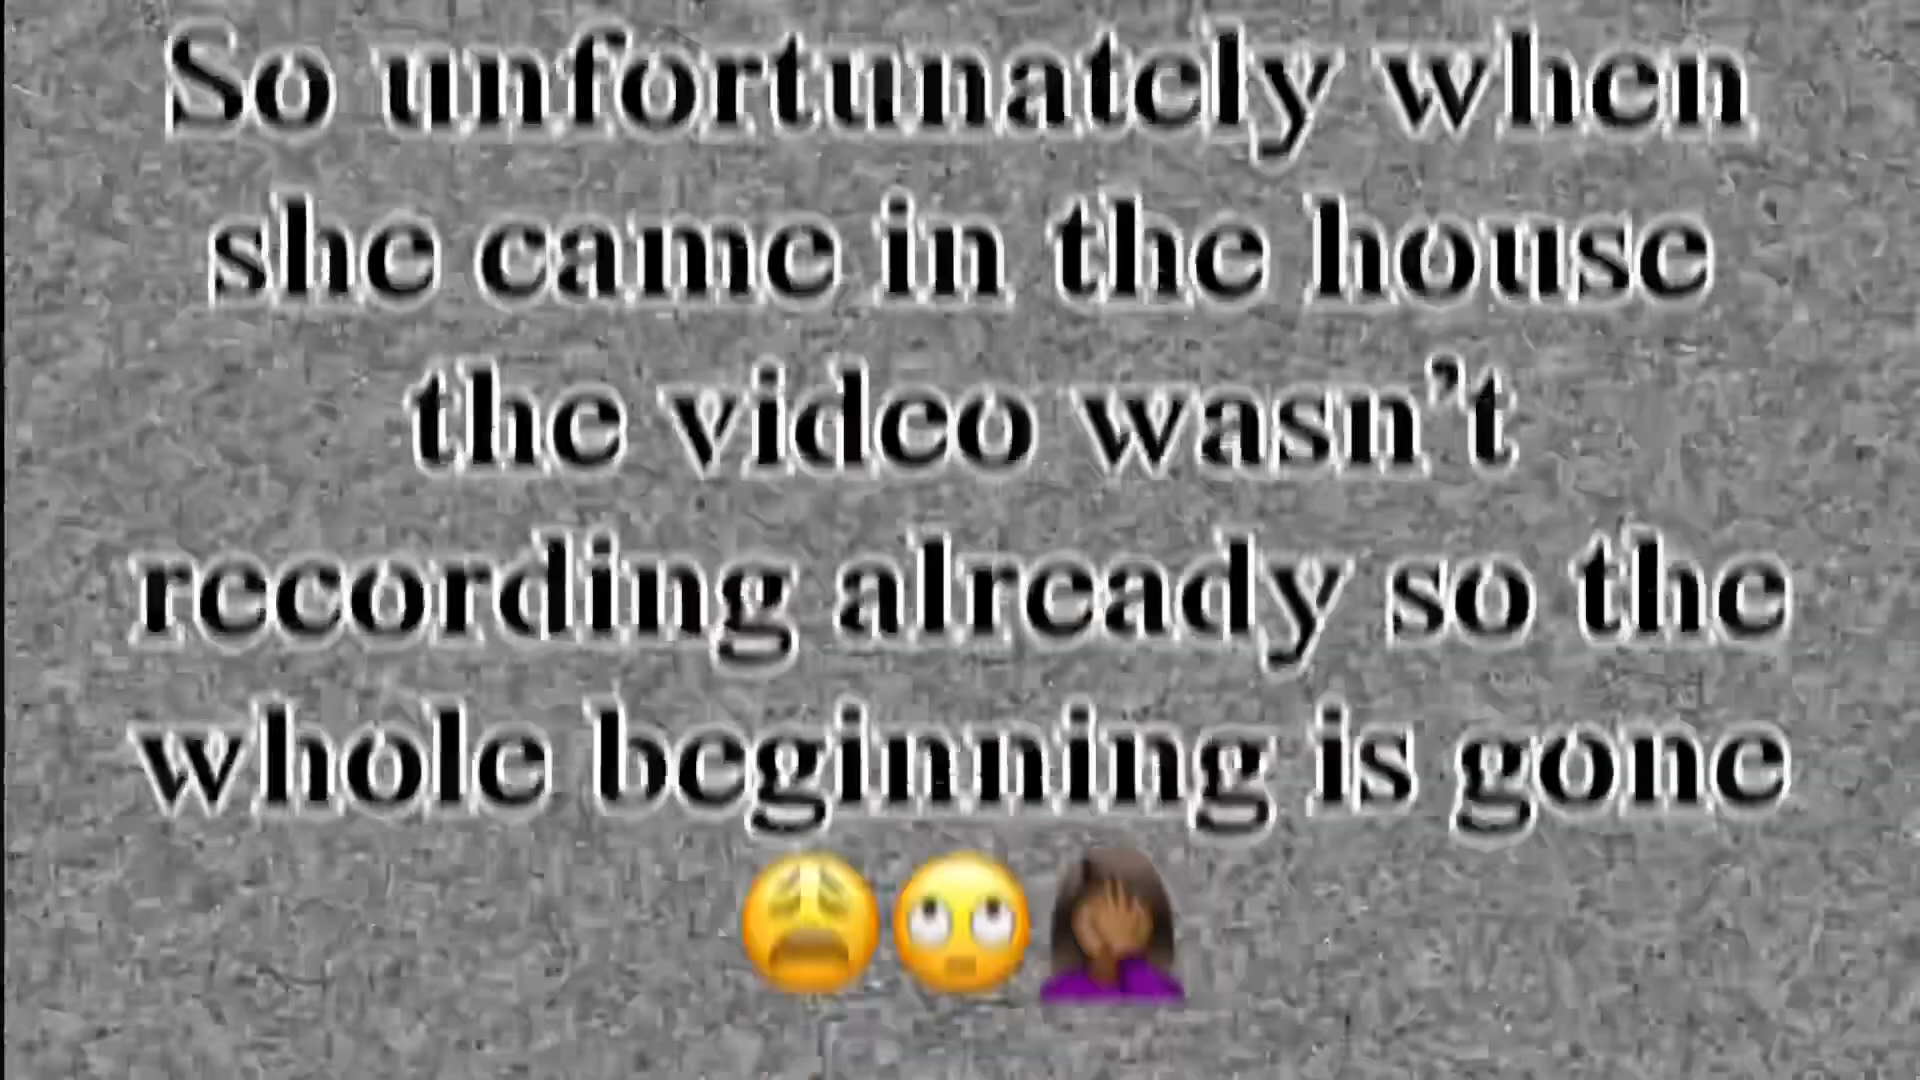 So unfortunately when
she came in the house
the video wasn’t
recording already so the
whole beginning is gone
😩🙄🤦🏾‍♀️